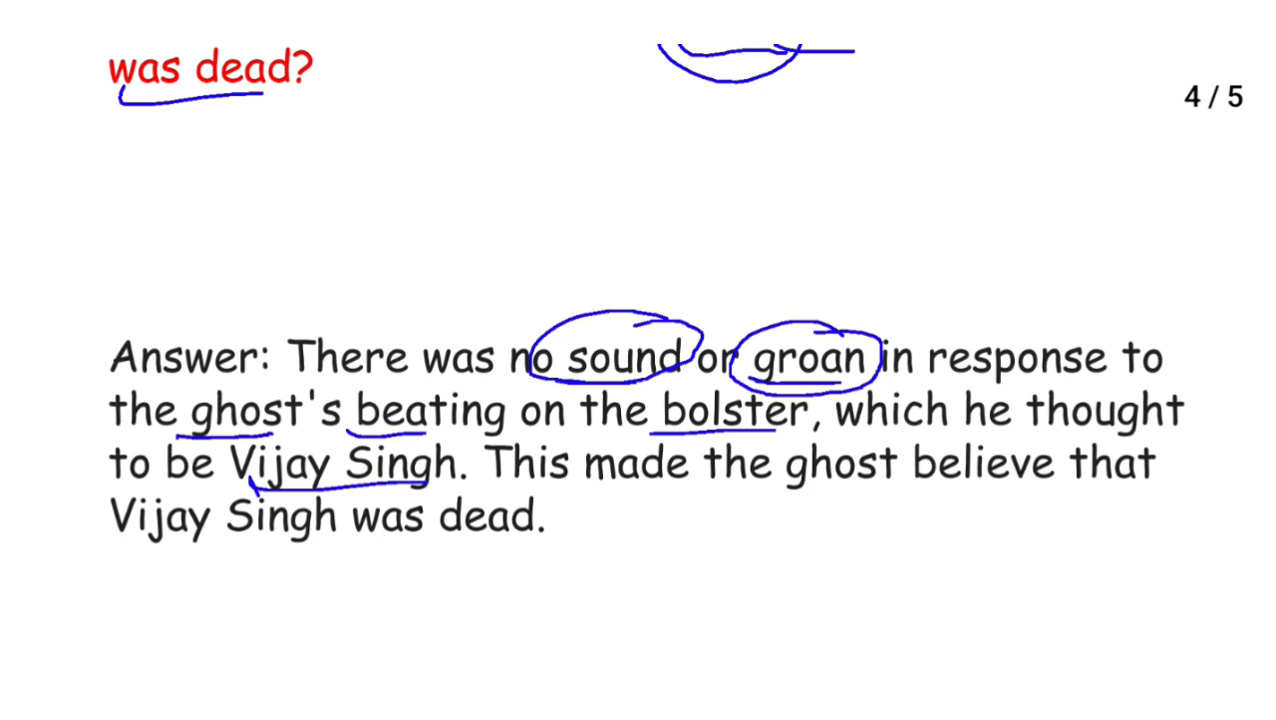 was dead?
4 / 5
Answer: There was no sound or groan in response to
the ghost's beating on the bolster, which he thought
to be Vijay Singh. This made the ghost believe that
Vijay Singh was dead.